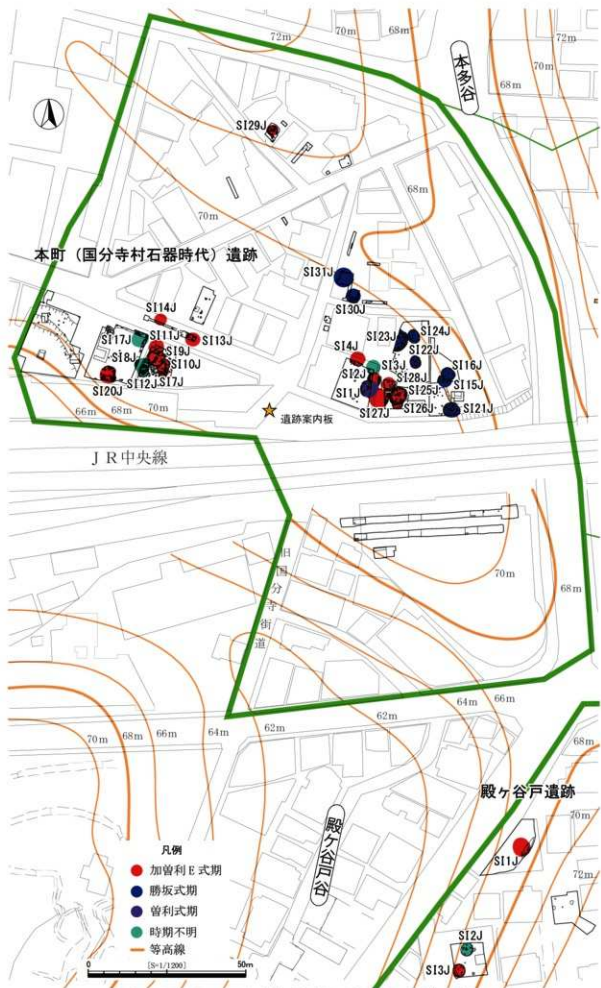 72m
70m
68m
本多谷
SI29J
70m
68m
本町（国分寺村石器時代）遺跡
SI31J
SI30J
SI14J
SI11J
SI13J
SI17J
SI9J
SI8J
SI10J
SI12J
SI7J
SI20J
SI24J
SI23J
SI22J
SI4J
SI3J
SI2J
SI28J
SI16J
SI15J
SI1J
SI25J
SI27J
SI26J
SI21J
66m
68m
70m
遺跡案内板
ＪＲ中央線
旧国分寺街道
70m
68m
66m
64m
62m
70m
68m
66m
64m
62m
68m
殿ヶ谷戸遺跡
70m
SI1J
72m
殿ケ谷戸谷
凡例
加曽利Ｅ式期
勝坂式期
曽利式期
時期不明
等高線
[S=1/1200]
0
50m
SI2J
SI3J